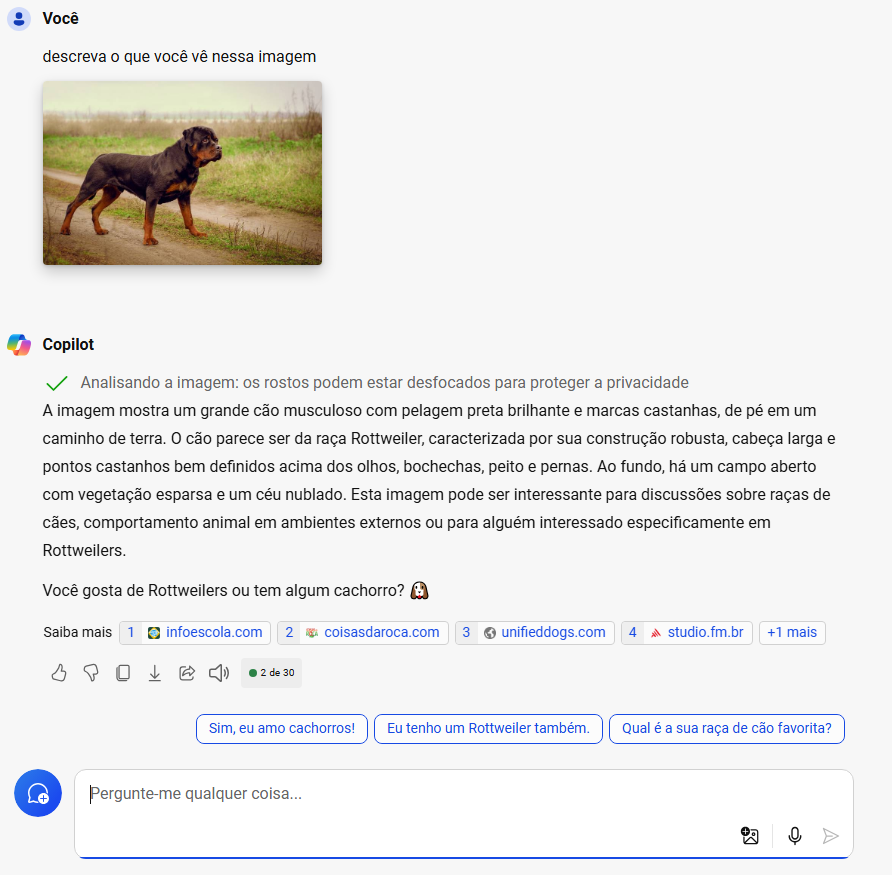 Você
descreva o que você vê nessa imagem
Copilot
Analisando a imagem: os rostos podem estar desfocados para proteger a privacidade
A imagem mostra um grande cão musculoso com pelagem preta brilhante e marcas castanhas, de pé em um
caminho de terra. O cão parece ser da raça Rottweiler, caracterizada por sua construção robusta, cabeça larga e
pontos castanhos bem definidos acima dos olhos, bochechas, peito e pernas. Ao fundo, há um campo aberto
com vegetação esparsa e um céu nublado. Esta imagem pode ser interessante para discussões sobre raças de
cães, comportamento animal em ambientes externos ou para alguém interessado especificamente em
Rottweilers.
Você gosta de Rottweilers ou tem algum cachorro? 🐶
Saiba mais 1 infoescola.com 2 coisasdaroca.com 3 unifieddogs.com 4 studio.fm.br +1 mais
2 de 30
Sim, eu amo cachorros! Eu tenho um Rottweiler também. Qual é a sua raça de cão favorita?
Pergunte-me qualquer coisa...